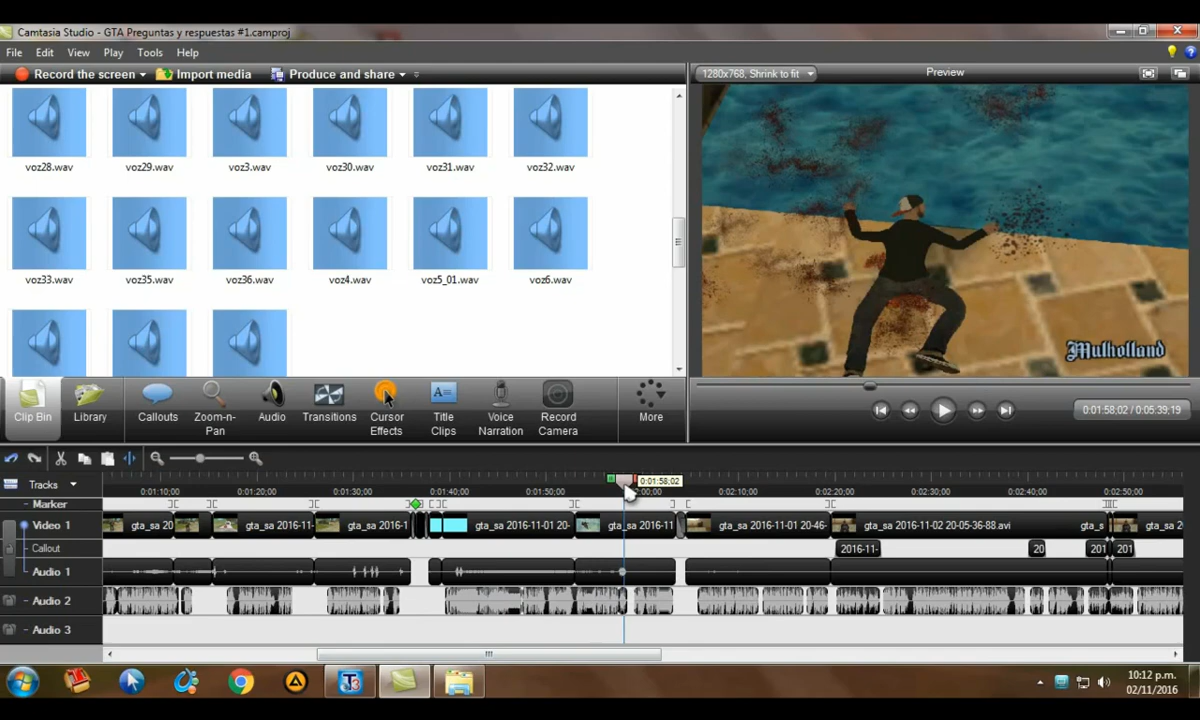 Camtasia Studio - GTA Preguntas y respuestas #1.camproj
File Edit View Play Tools Help
Record the screen Import media Produce and share
1280x768, Shrink to fit Preview
voz28.wav voz29.wav voz3.wav voz30.wav voz31.wav voz32.wav
voz33.wav voz35.wav voz36.wav voz4.wav voz5_01.wav voz6.wav
Mulholland
Clip Bin Library Callouts Zoom-n-Pan Audio Transitions Cursor Effects Title Clips Voice Narration Record Camera More
0:01:58;02 / 0:05:39;19
Tracks
0:01:58;02
0:01:10;00 0:01:20;00 0:01:30;00 0:01:40;00 0:01:50;00 :00;00 0:02:10;00 0:02:20;00 0:02:30;00 0:02:40;00 0:02:50;00
Marker
Video 1 gta_sa 20 gta_sa 2016-11- gta_sa 2016-1 gta_sa 2016-11-01 20- gta_sa 2016-11 gta_sa 2016-11-01 20-46- gta_sa 2016-11-02 20-05-36-88.avi gta_s gta_sa 2
Callout 2016-11- 20 201 201
Audio 1
Audio 2
Audio 3
10:12 p.m.
02/11/2016